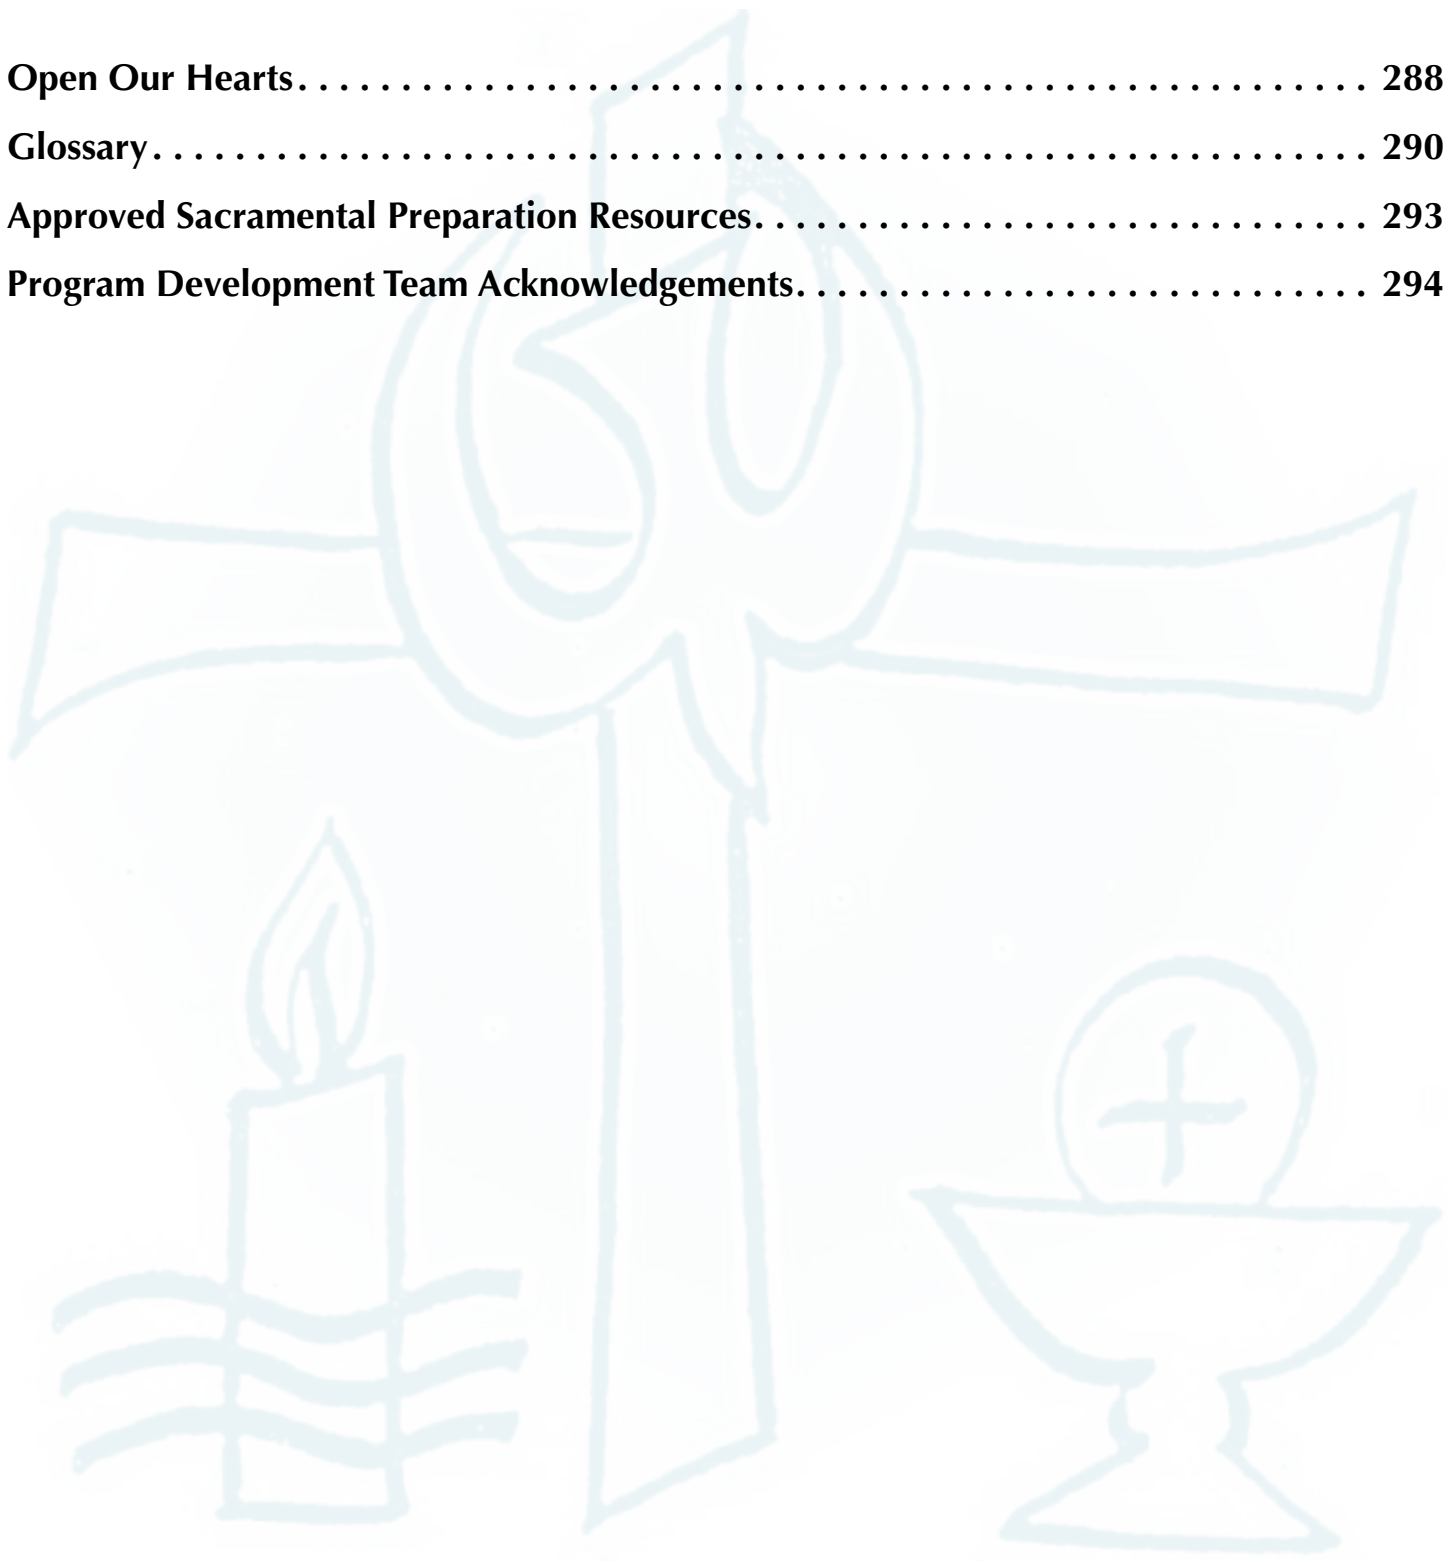 Open Our Hearts. . . . . . . . . . . . . . . . . . . . . . . . . . . . . . . . . . . . . . . . . . . . . . . . . . . . 288
Glossary. . . . . . . . . . . . . . . . . . . . . . . . . . . . . . . . . . . . . . . . . . . . . . . . . . . . . . . . . . . 290
Approved Sacramental Preparation Resources. . . . . . . . . . . . . . . . . . . . . . . . . . . . . . 293
Program Development Team Acknowledgements. . . . . . . . . . . . . . . . . . . . . . . . . . . . 294